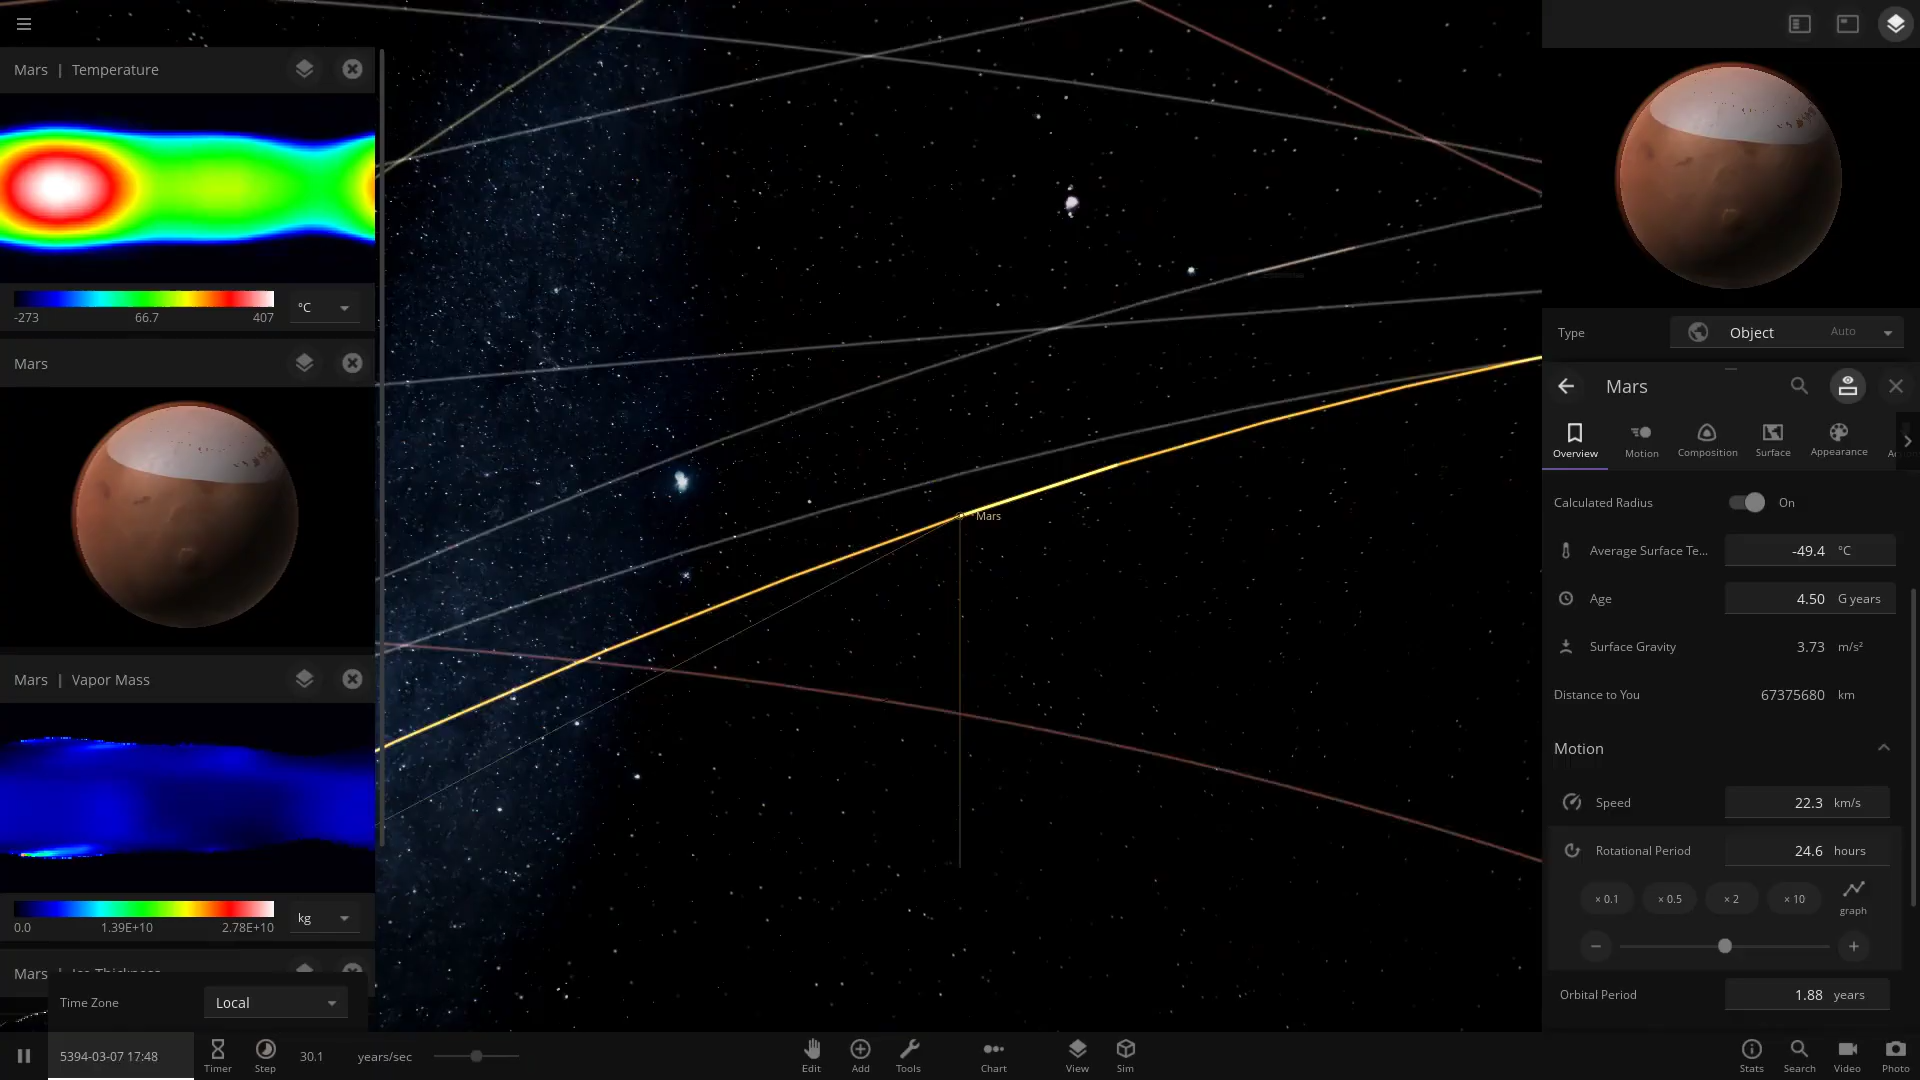 Mars | Temperature
-273 66.7 407
°C
Mars
Mars | Vapor Mass
0.0 1.39E+10 2.78E+10
kg
Mars | Ice Thickness
Time Zone Local
5394-03-07 17:48
Timer
Step
30.1 years/sec
Mars
Edit
Add
Tools
Chart
View
Sim
Type Object Auto
Mars
Overview
Motion
Composition
Surface
Appearance
Calculated Radius On
Average Surface Te... -49.4 °C
Age 4.50 G years
Surface Gravity 3.73 m/s²
Distance to You 67375680 km
Motion
Speed 22.3 km/s
Rotational Period 24.6 hours
× 0.1 × 0.5 × 2 × 10 graph
Orbital Period 1.88 years
Stats
Search
Video
Photo